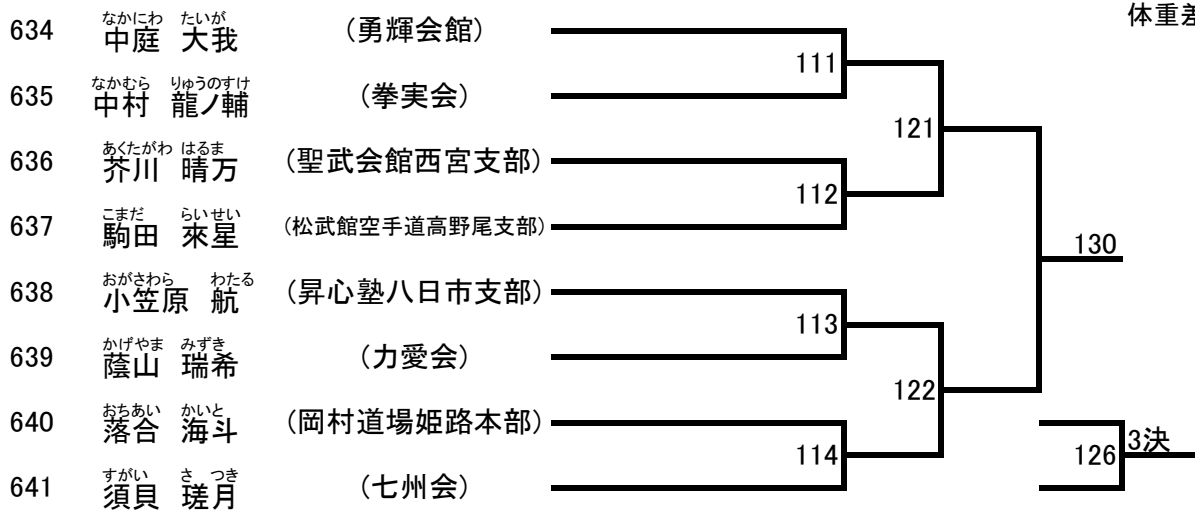 体重差
なかにわ たいが
634 中庭 大我 (勇輝会館)
111
なかむら りゅうのすけ
635 中村 龍ノ輔 (拳実会)
121
あくたがわ はるま
636 芥川 晴万 (聖武会館西宮支部)
112
こまだ らいせい
637 駒田 來星 (松武館空手道高野尾支部)
130
おがさわら わたる
638 小笠原 航 (昇心塾八日市支部)
113
かげやま みずき
639 蔭山 瑞希 (力愛会)
122
おちあい かいと
640 落合 海斗 (岡村道場姫路本部)
114 126 3決
すがい さ つき
641 須貝 瑳月 (七州会)